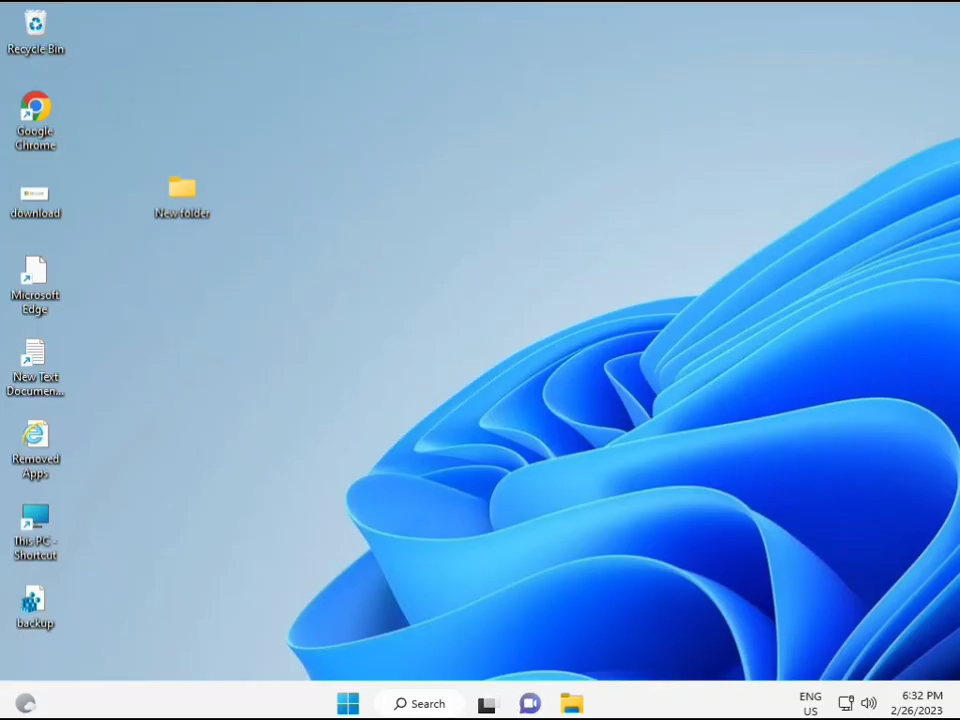 Recycle Bin
Google
Chrome
download
New folder
Microsoft
Edge
New Text
Documen...
Removed
Apps
This PC -
Shortcut
backup
Search
ENG
US
6:32 PM
2/26/2023